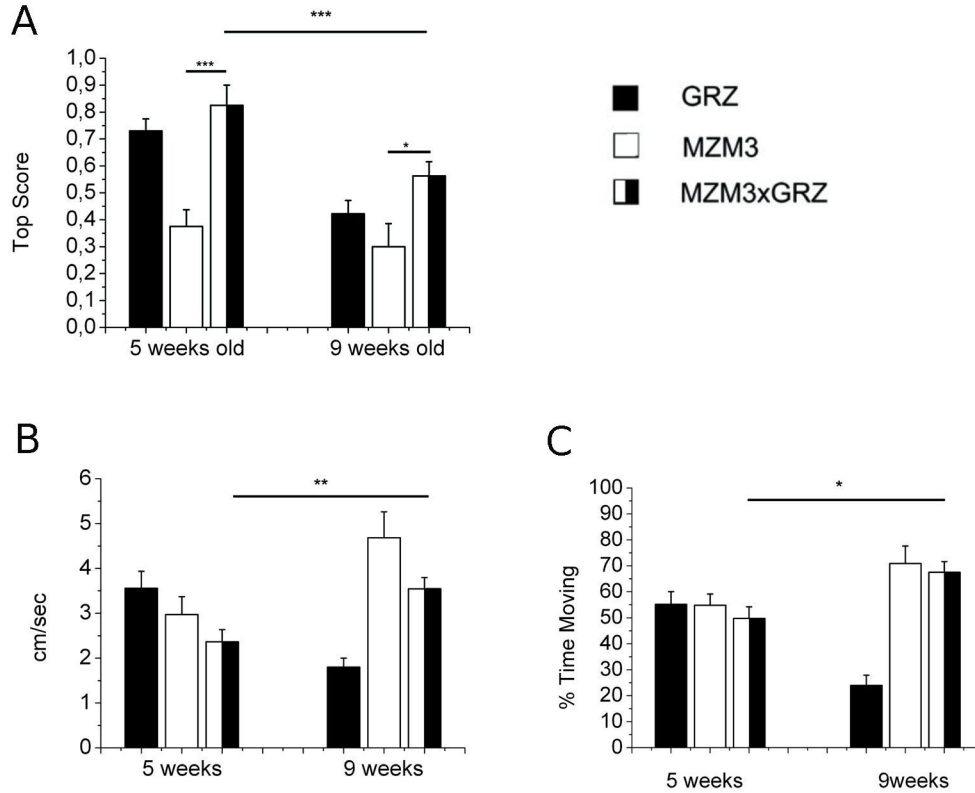 A
***
***
*
1,0
0,9
0,8
0,7
0,6
0,5
0,4
0,3
0,2
0,1
0,0
Top Score
5 weeks old
9 weeks old
GRZ
MZM3
MZM3xGRZ
B
**
6
5
4
3
2
1
0
cm/sec
5 weeks
9 weeks
C
*
100
90
80
70
60
50
40
30
20
10
0
% Time Moving
5 weeks
9weeks